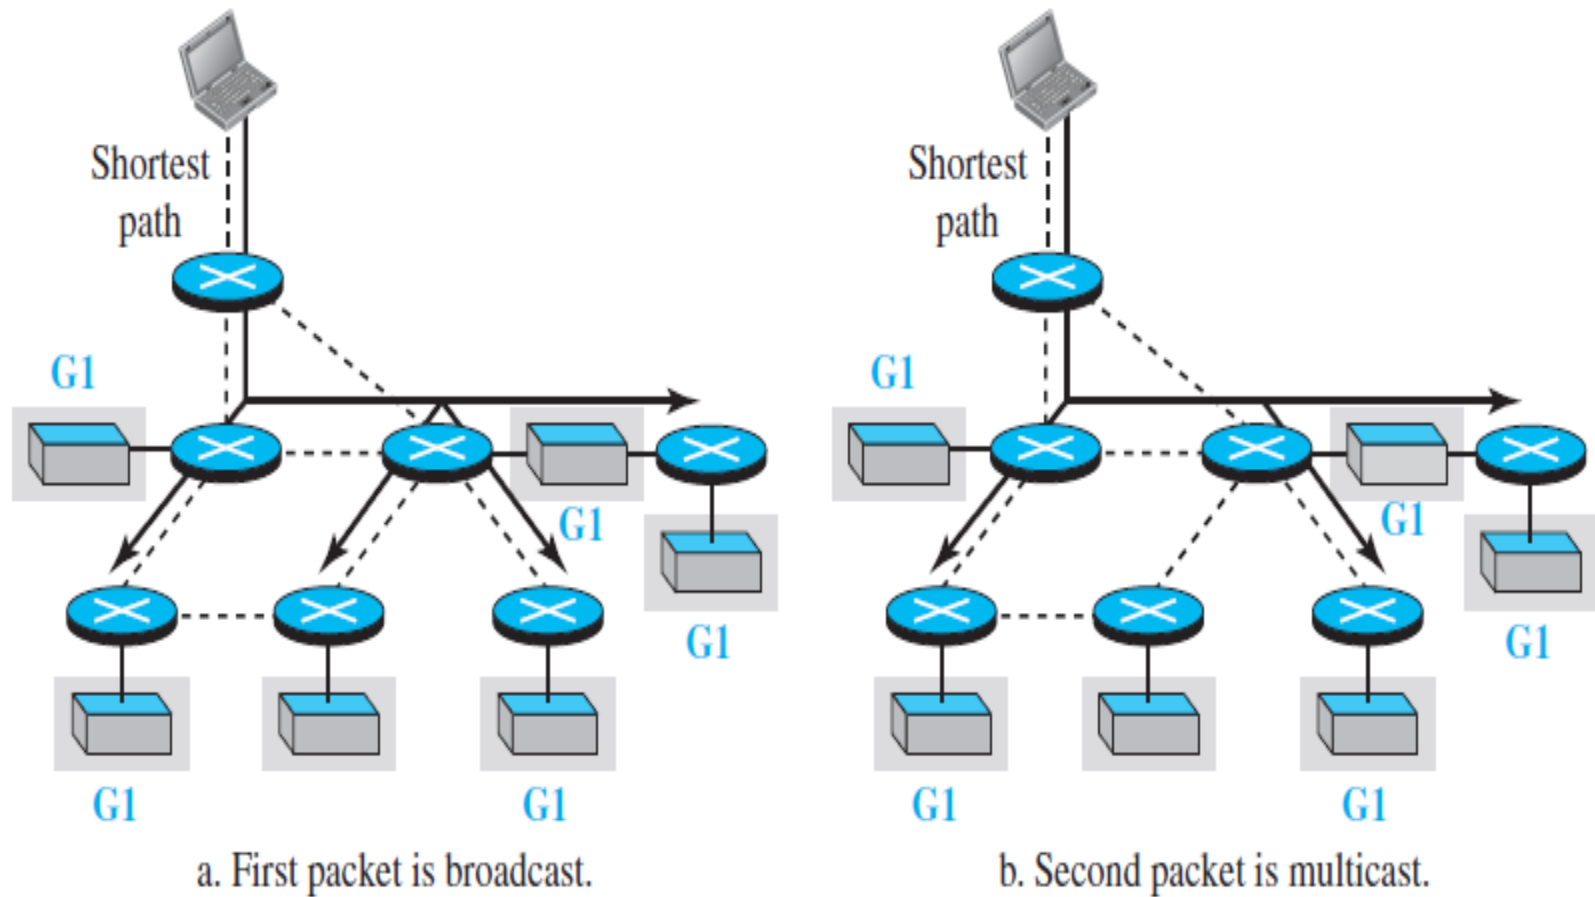 Shortest
path
G1
G1
G1
G1
G1
a. First packet is broadcast.
Shortest
path
G1
G1
G1
G1
G1
b. Second packet is multicast.